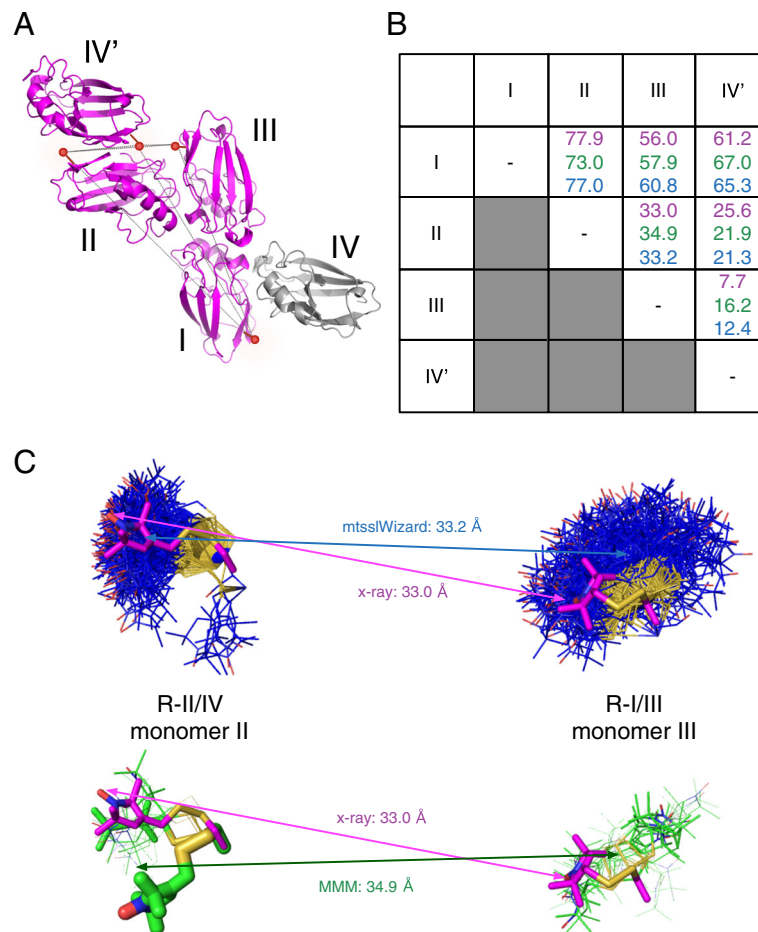 A
IV’
III
II
IV
I
B
I II III IV’
I - 77.9 56.0 61.2
73.0 57.9 67.0
77.0 60.8 65.3
II - 33.0 25.6
34.9 21.9
33.2 21.3
III - 7.7
16.2
12.4
IV’ -
C
mtsslWizard: 33.2 Å
x-ray: 33.0 Å
R-II/IV
monomer II
R-I/III
monomer III
x-ray: 33.0 Å
MMM: 34.9 Å